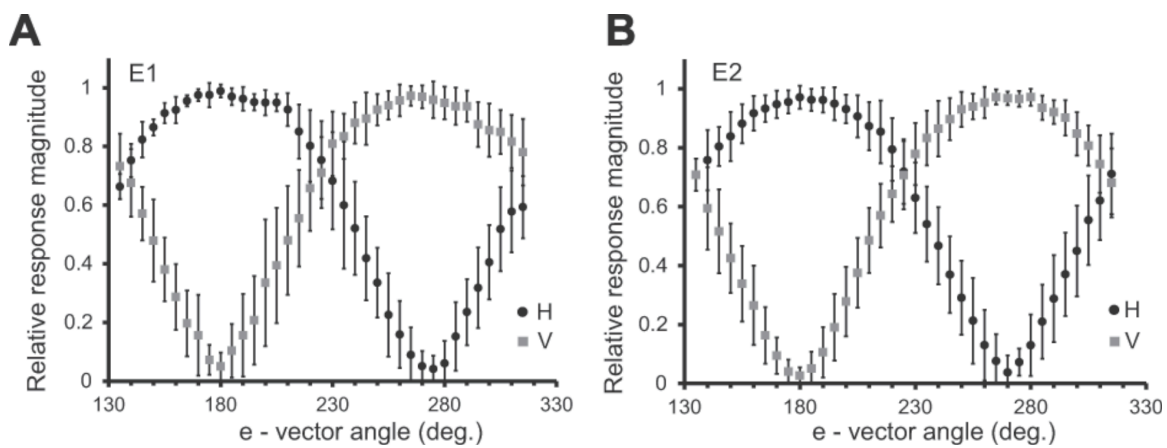 A
E1
Relative response magnitude
1
0.8
0.6
0.4
0.2
0
H
V
130 180 230 280 330
e - vector angle (deg.)
B
E2
Relative response magnitude
1
0.8
0.6
0.4
0.2
0
H
V
130 180 230 280 330
e - vector angle (deg.)